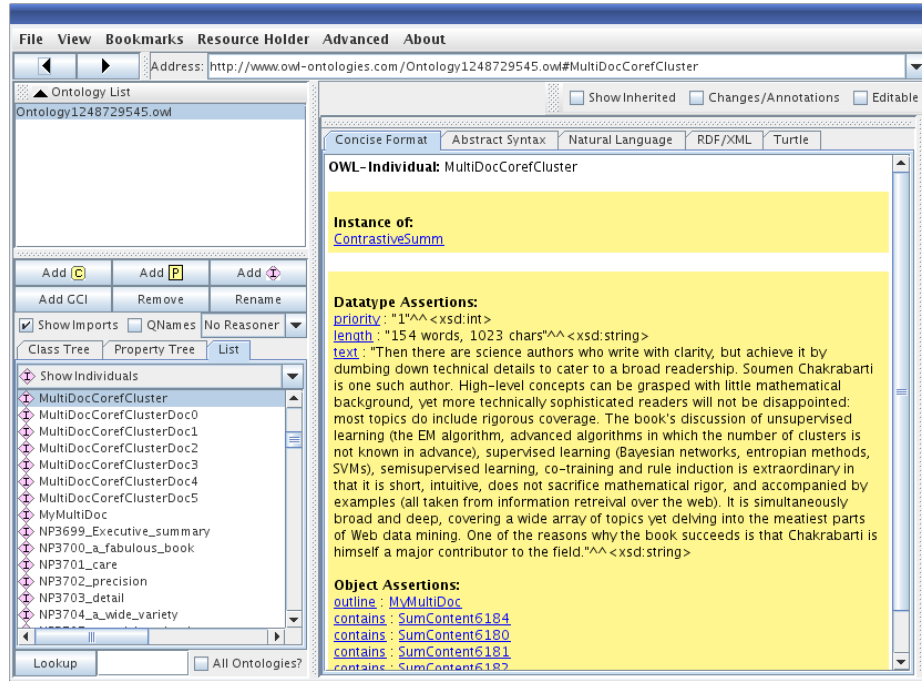 File View Bookmarks Resource Holder Advanced About
Address: http://www.owl-ontologies.com/Ontology1248729545.owl#MultiDocCorefCluster
Ontology List
Ontology1248729545.owl
Show Inherited Changes/Annotations Editable
Concise Format Abstract Syntax Natural Language RDF/XML Turtle
OWL-Individual: MultiDocCorefCluster
Instance of:
ContrastiveSumm
Add C Add P Add I
Add GCI Remove Rename
Show Imports QNames No Reasoner
Class Tree Property Tree List
Show Individuals
MultiDocCorefCluster
MultiDocCorefClusterDoc0
MultiDocCorefClusterDoc1
MultiDocCorefClusterDoc2
MultiDocCorefClusterDoc3
MultiDocCorefClusterDoc4
MultiDocCorefClusterDoc5
MyMultiDoc
NP3699_Executive_summary
NP3700_a_fabulous_book
NP3701_care
NP3702_precision
NP3703_detail
NP3704_a_wide_variety
Lookup All Ontologies?
Datatype Assertions:
priority : "1"^^<xsd:int>
length : "154 words, 1023 chars"^^<xsd:string>
text : "Then there are science authors who write with clarity, but achieve it by
dumbing down technical details to cater to a broad readership. Soumen Chakrabarti
is one such author. High-level concepts can be grasped with little mathematical
background, yet more technically sophisticated readers will not be disappointed:
most topics do include rigorous coverage. The book's discussion of unsupervised
learning (the EM algorithm, advanced algorithms in which the number of clusters is
not known in advance), supervised learning (Bayesian networks, entropian methods,
SVMs), semisupervised learning, co-training and rule induction is extraordinary in
that it is short, intuitive, does not sacrifice mathematical rigor, and accompanied by
examples (all taken from information retreival over the web). It is simultaneously
broad and deep, covering a wide array of topics yet delving into the meatiest parts
of Web data mining. One of the reasons why the book succeeds is that Chakrabarti is
himself a major contributor to the field."^^<xsd:string>
Object Assertions:
outline : MyMultiDoc
contains : SumContent6184
contains : SumContent6180
contains : SumContent6181
contains : SumContent6182